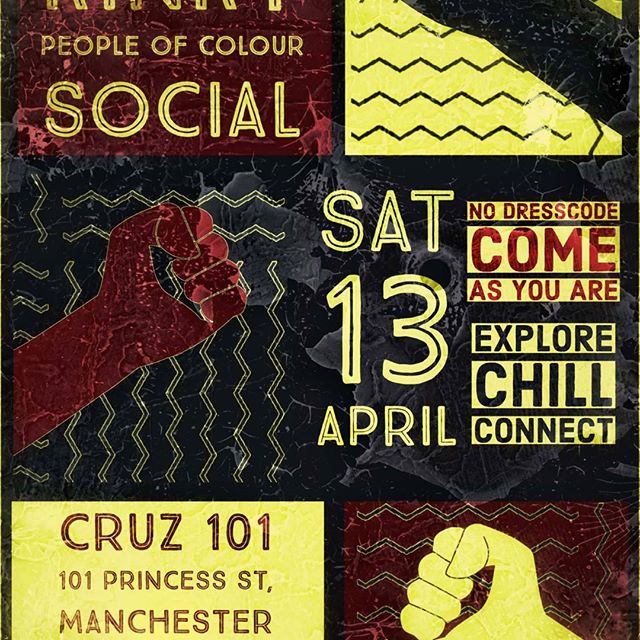 PEOPLE OF COLOUR
SOCIAL
SAT
13
APRIL
NO DRESSCODE
COME
AS YOU ARE
EXPLORE
CHILL
CONNECT
CRUZ 101
101 PRINCESS ST,
MANCHESTER